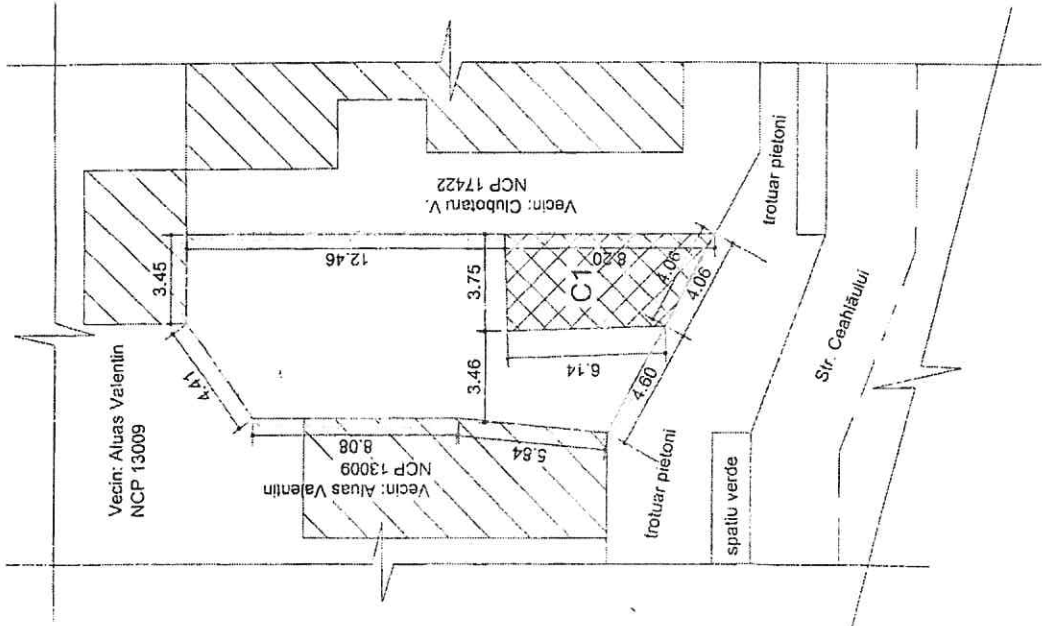 Vecin: Aluas Valentin
NCP 13009
3.45
4.41
12.46
Vecin: Ciubotaru V.
NCP 17422
3.75
3.46
8.20
C1
4.06
4.06
6.14
4.60
8.08
Vecin: Aluas Valentin
NCP 13009
5.84
trotuar pietoni
trotuar pietoni
spatiu verde
Str. Ceahlăului